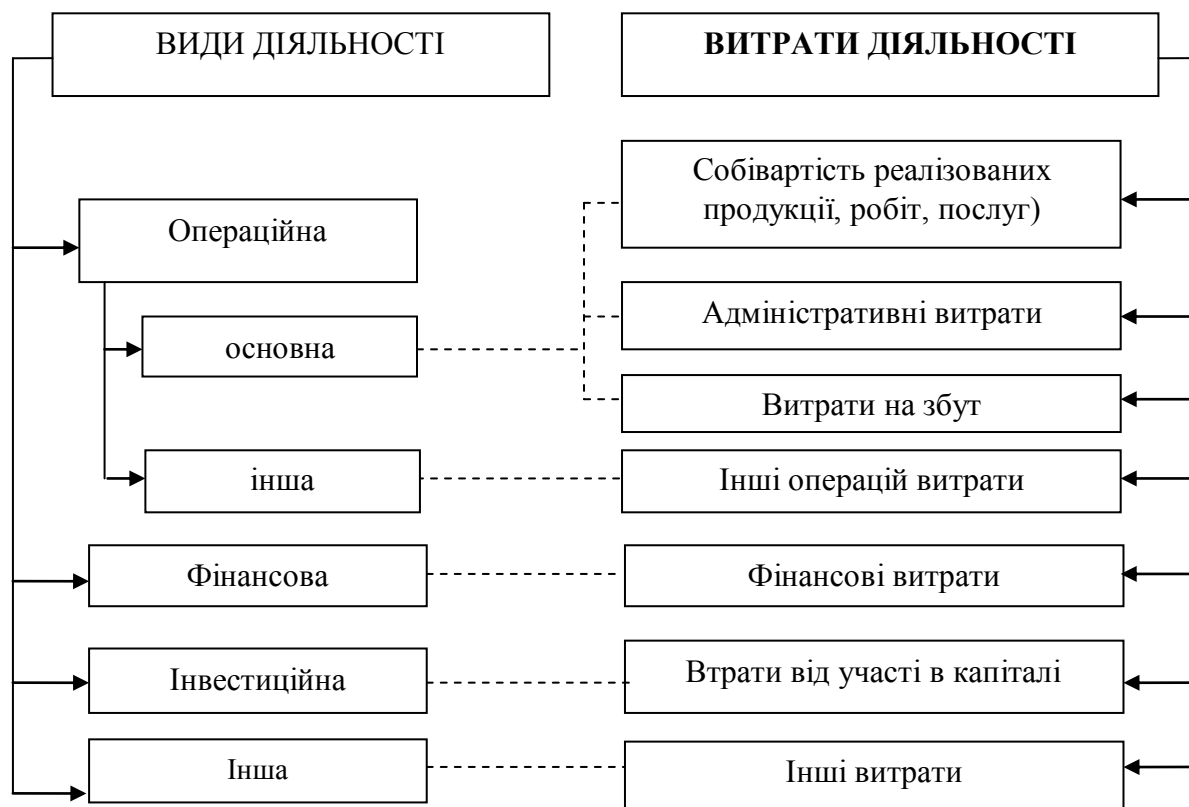 ВИДИ ДІЯЛЬНОСТІ
ВИТРАТИ ДІЯЛЬНОСТІ
Собівартість реалізованих
продукції, робіт, послуг)
Операційна
Адміністративні витрати
основна
Витрати на збут
інша
Інші операцій витрати
Фінансова
Фінансові витрати
Інвестиційна
Втрати від участі в капіталі
Інша
Інші витрати